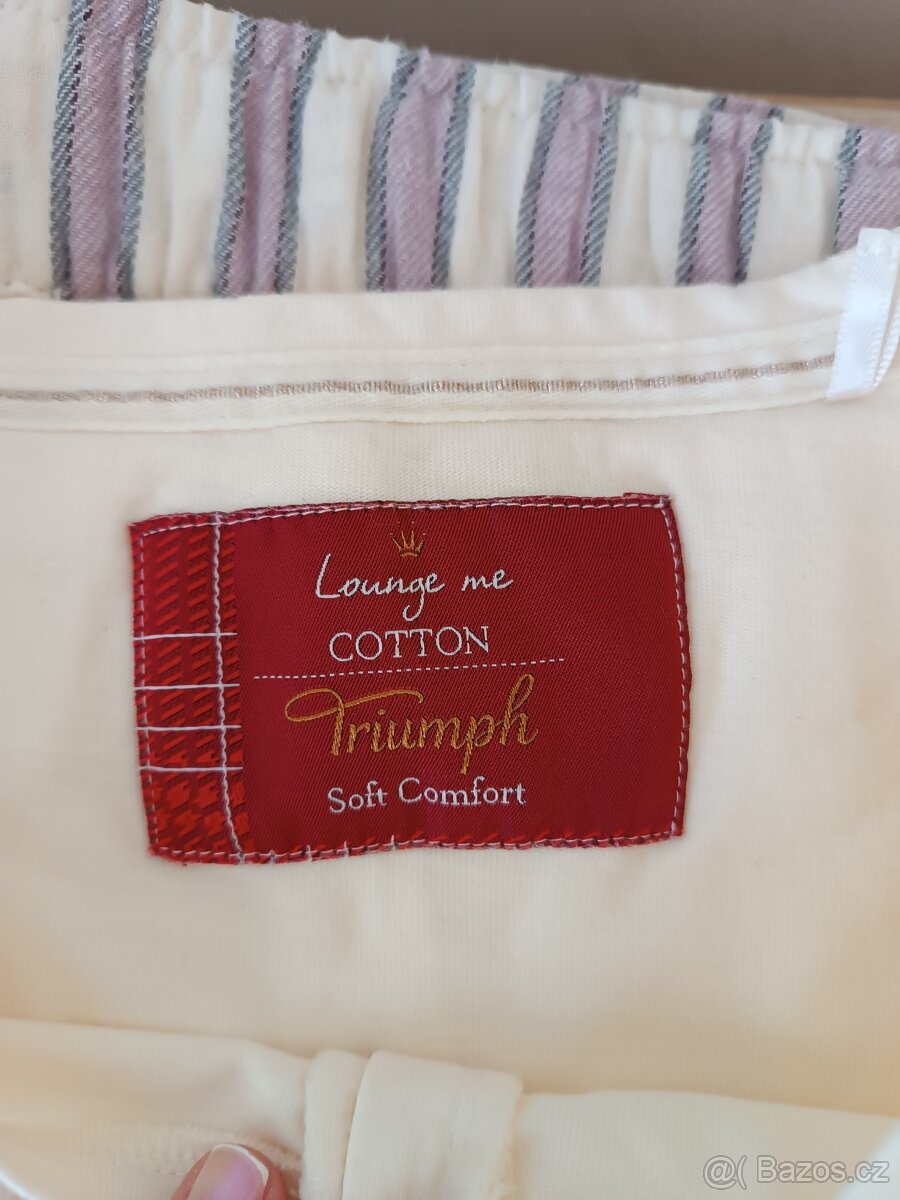 Lounge me
COTTON
Triumph
Soft Comfort
@( Bazos.cz